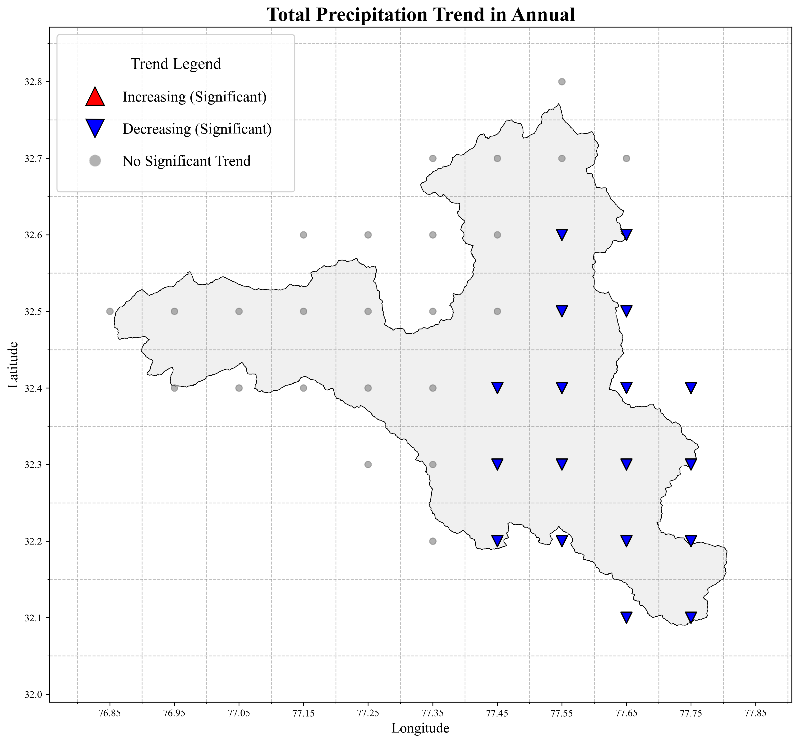 Total Precipitation Trend in Annual
Trend Legend
Increasing (Significant)
Decreasing (Significant)
No Significant Trend
32.8
32.7
32.6
32.5
32.4
32.3
32.2
32.1
32.0
Latitude
76.85 76.95 77.05 77.15 77.25 77.35 77.45 77.55 77.65 77.75 77.85
Longitude